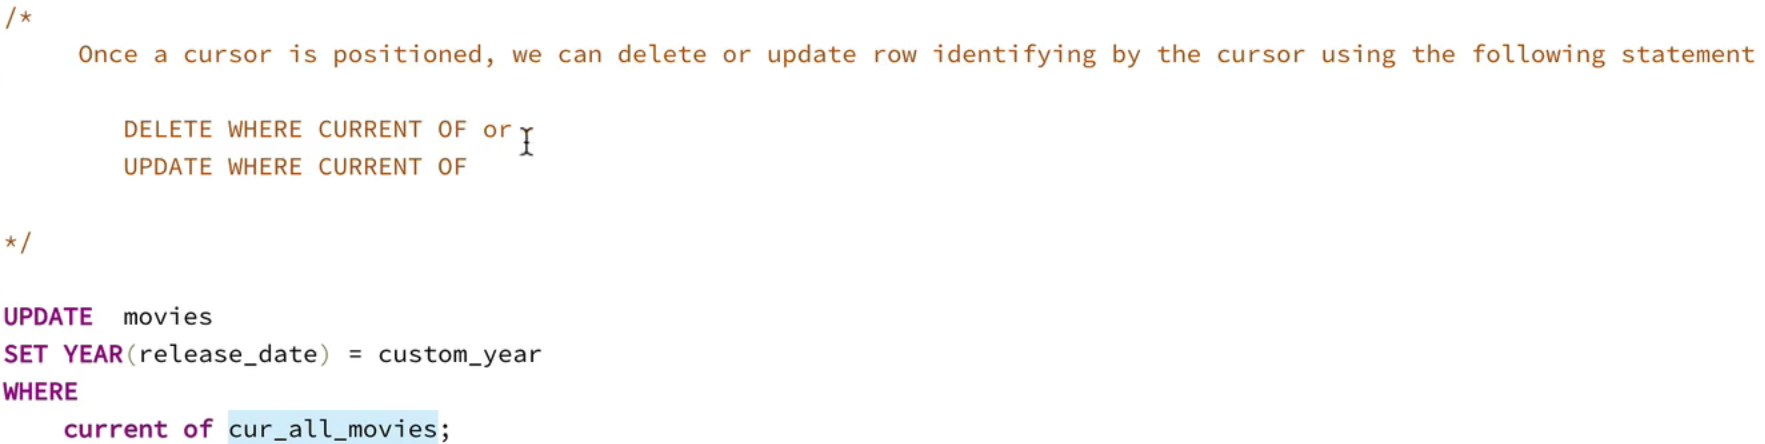 /*
Once a cursor is positioned, we can delete or update row identifying by the cursor using the following statement
DELETE WHERE CURRENT OF or
UPDATE WHERE CURRENT OF
*/
UPDATE  movies
SET YEAR(release_date) = custom_year
WHERE
current of cur_all_movies;